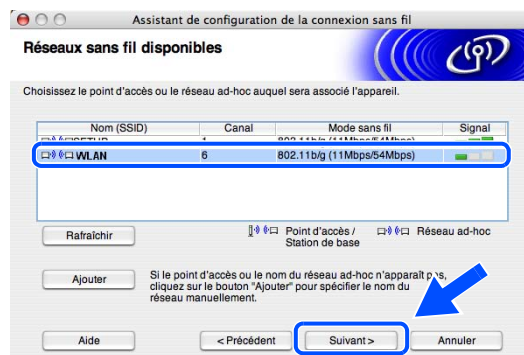 Assistant de configuration de la connexion sans fil
Réseaux sans fil disponibles
Choisissez le point d'accès ou le réseau ad-hoc auquel sera associé l'appareil.
Nom (SSID) Canal Mode sans fil Signal
SETUP 1 802.11b/g (11Mbps/54Mbps)
WLAN 6 802.11b/g (11Mbps/54Mbps)
Rafraîchir
Point d'accès / Station de base
Réseau ad-hoc
Ajouter
Si le point d'accès ou le nom du réseau ad-hoc n'apparaît pas,
cliquez sur le bouton "Ajouter" pour spécifier le nom du
réseau manuellement.
Aide < Précédent Suivant > Annuler